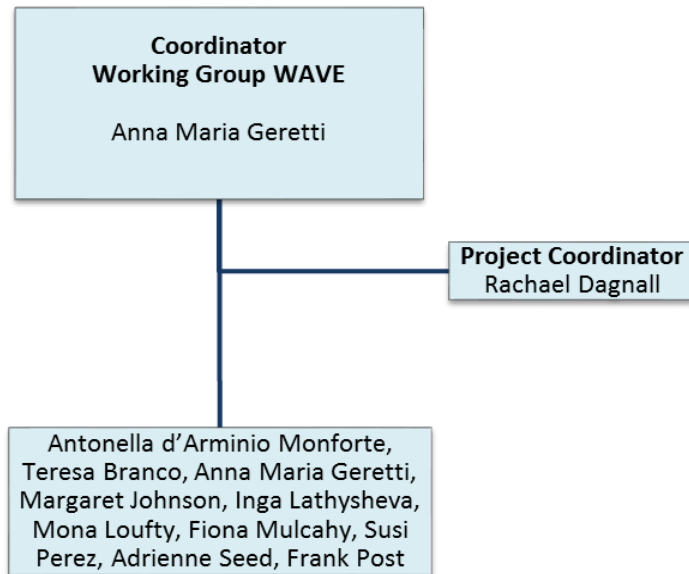 Coordinator
Working Group WAVE
Anna Maria Geretti
Project Coordinator
Rachael Dagnall
Antonella d’Arminio Monforte,
Teresa Branco, Anna Maria Geretti,
Margaret Johnson, Inga Lathysheva,
Mona Loufty, Fiona Mulcahy, Susi
Perez, Adrienne Seed, Frank Post